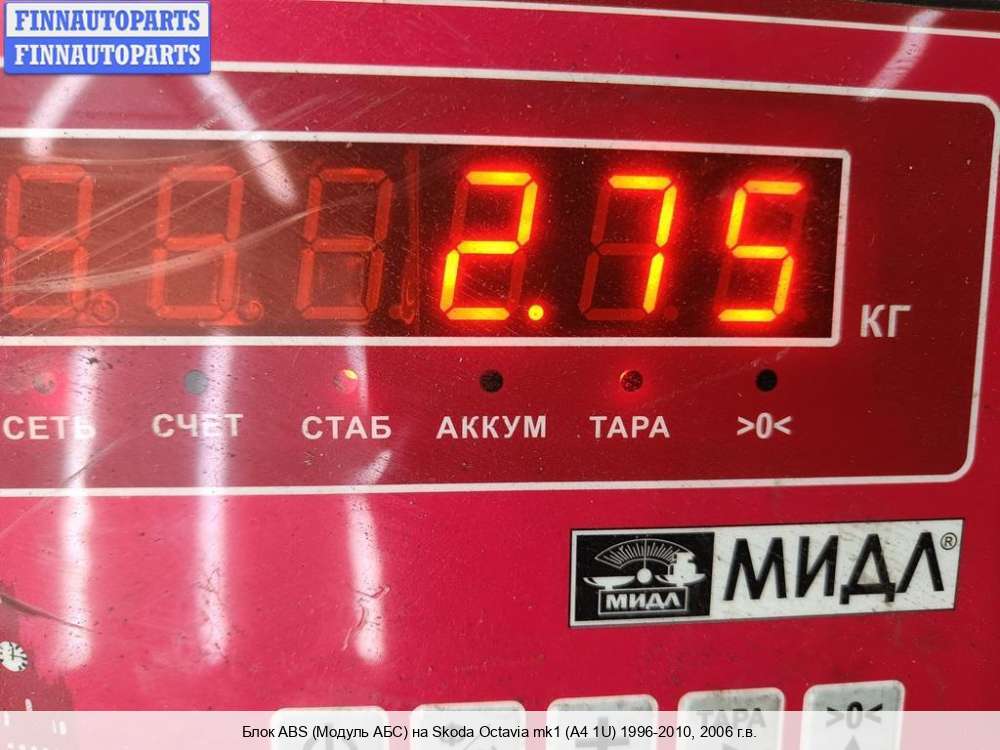 FINNAUTOPARTS
FINNAUTOPARTS
2.75
КГ
СЕТЬ СЧЕТ СТАБ АККУМ ТАРА >0<
МИДЛ МИДЛ®
ТАРА >0<
Блок ABS (Модуль АБС) на Skoda Octavia mk1 (A4 1U) 1996-2010, 2006 г.в.